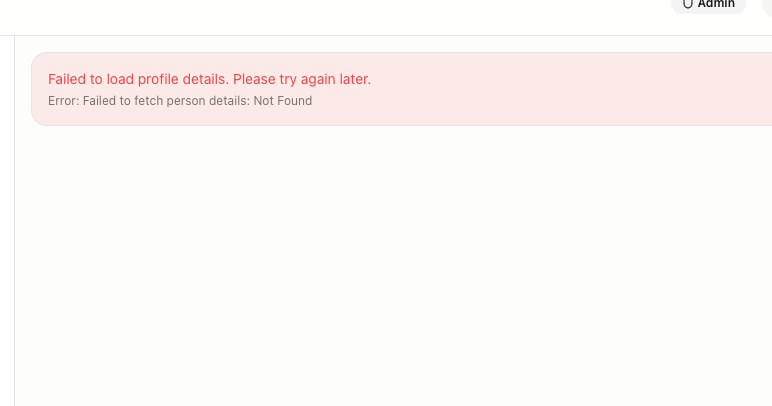 Admin
Failed to load profile details. Please try again later.
Error: Failed to fetch person details: Not Found